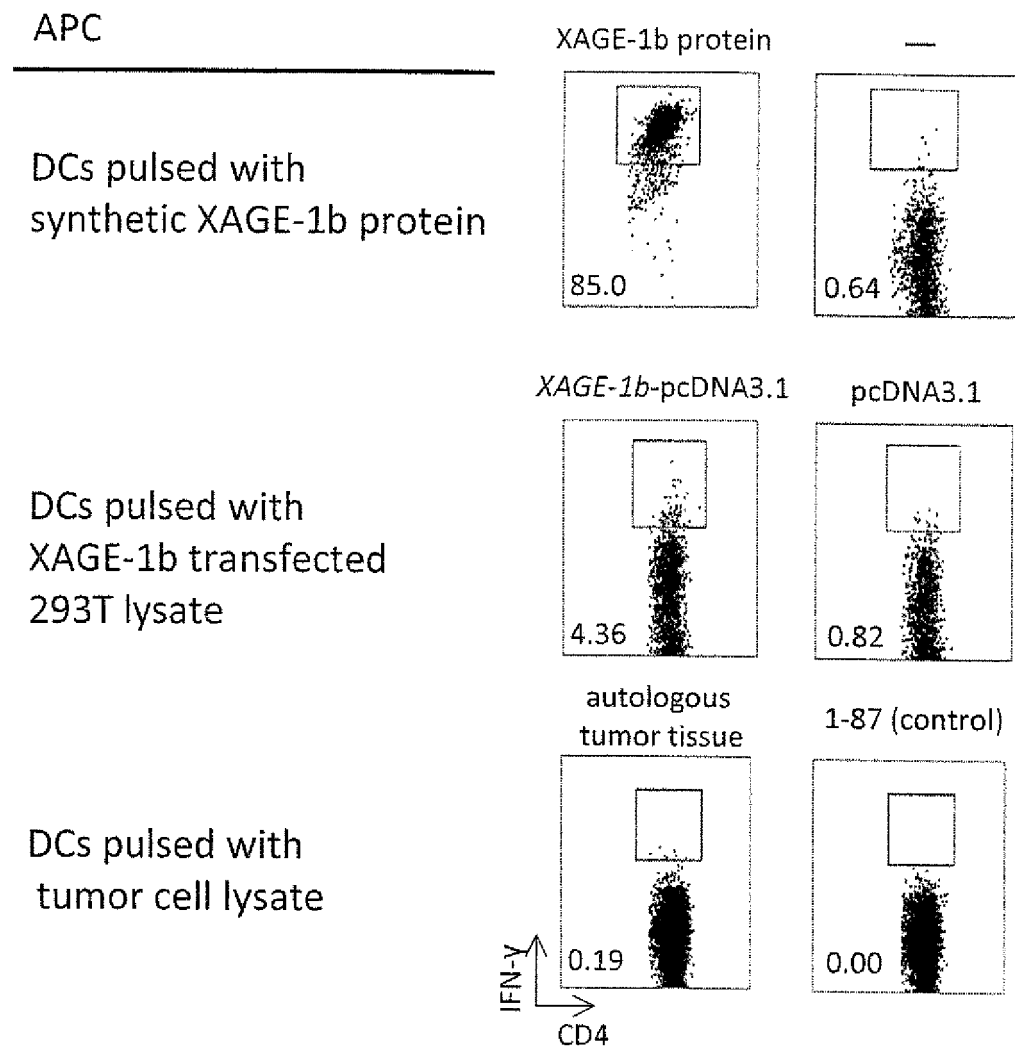 APC
XAGE-1b protein
—
DCs pulsed with
synthetic XAGE-1b protein
85.0
0.64
XAGE-1b-pcDNA3.1
pcDNA3.1
DCs pulsed with
XAGE-1b transfected
293T lysate
4.36
0.82
autologous
tumor tissue
1-87 (control)
DCs pulsed with
tumor cell lysate
0.19
0.00
IFN-γ
CD4